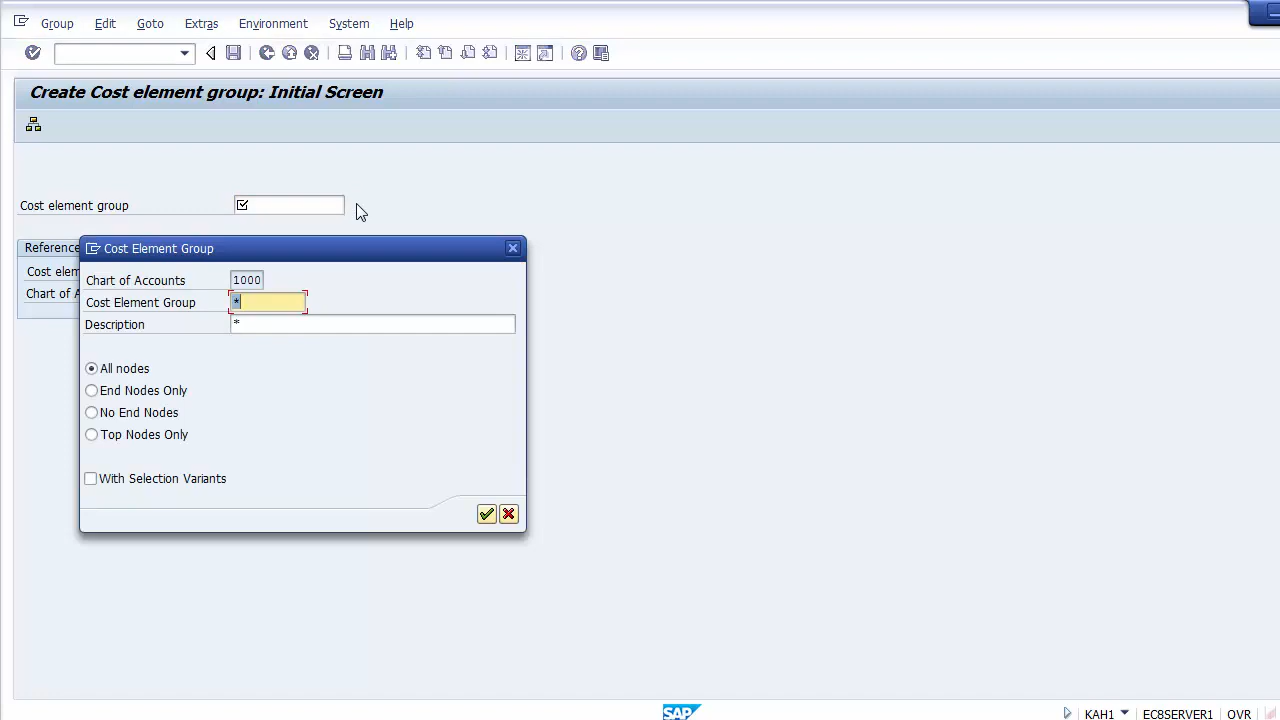 Group Edit Goto Extras Environment System Help
Create Cost element group: Initial Screen
Cost element group
Reference
Cost Element Group
Cost elem
Chart of A
Chart of Accounts 1000
Cost Element Group *
Description *
All nodes
End Nodes Only
No End Nodes
Top Nodes Only
With Selection Variants
SAP KAH1 EC8SERVER1 OVR